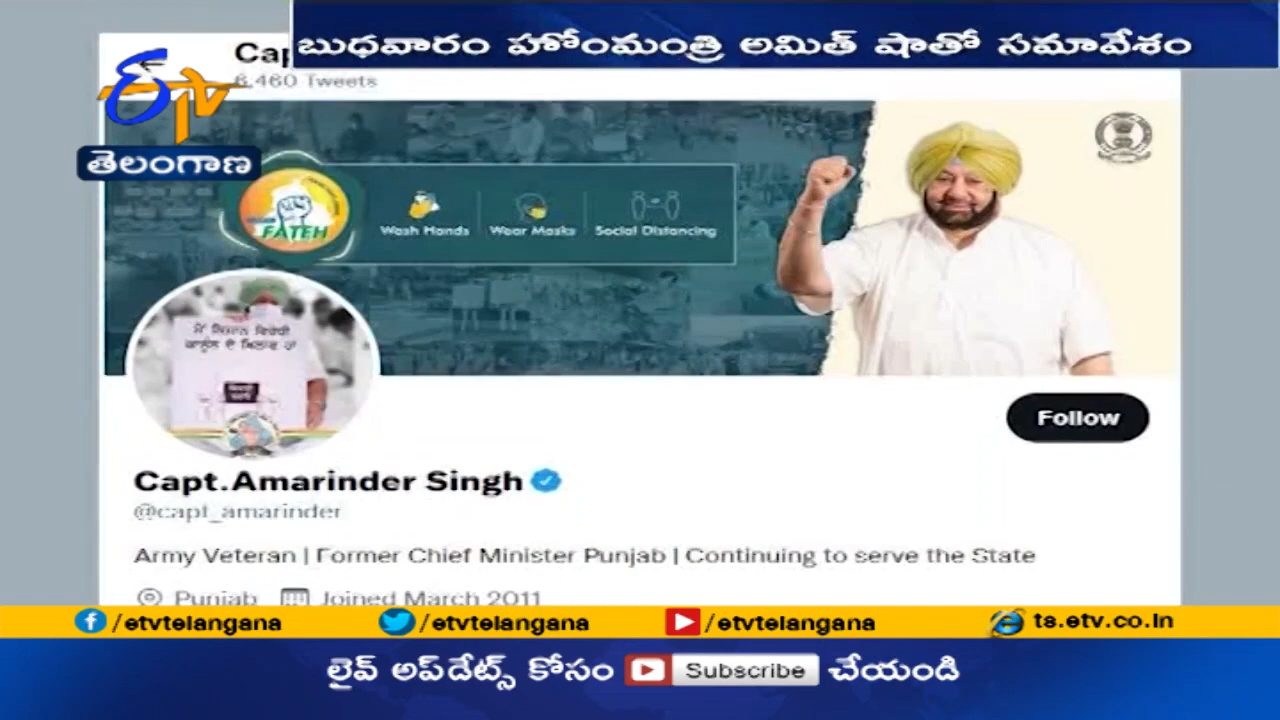 బుధవారం హోంమంత్రి అమిత్ షాతో సమావేశం
Cap
6,460 Tweets
ETV
తెలంగాణ
FATEH
Wash Hands
Wear Masks
Social Distancing
ਮੈਂ ਕਿਸਾਨ ਵਿਰੋਧੀ
ਕਾਨੂੰਨ ਦੇ ਖਿਲਾਫ ਹਾਂ
Follow
Capt.Amarinder Singh
@capt_amarinder
Army Veteran | Former Chief Minister Punjab | Continuing to serve the State
Punjab Joined March 2011
/etvtelangana /etvtelangana /etvtelangana ts.etv.co.in
లైవ్ అప్‌డేట్స్ కోసం Subscribe చేయండి